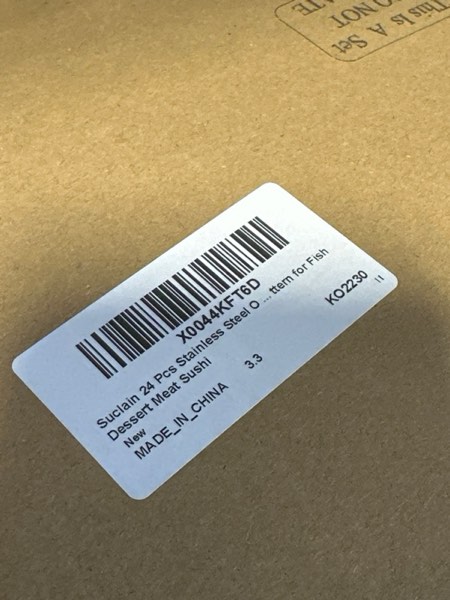 This Is A Set
DO NOT
X0044KFT6D
Suclain 24 Pcs Stainless Steel O ... ttern for Fish
Dessert Meat Sushi
New
MADE_IN_CHINA 3.3 KO2230